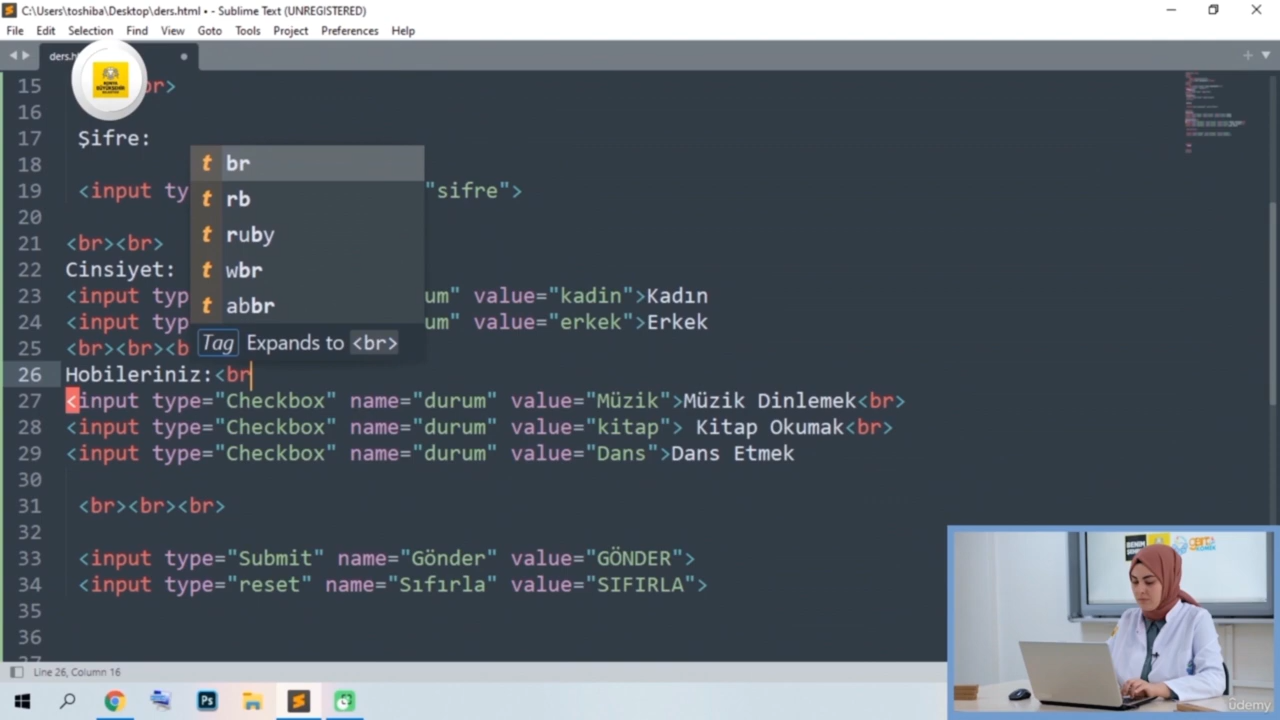 C:\Users\toshiba\Desktop\ders.html • - Sublime Text (UNREGISTERED)
File Edit Selection Find View Goto Tools Project Preferences Help
ders.h
15 br>
16
17 Şifre:
18
19 <input ty "sifre">
20
21 <br><br>
22 Cinsiyet:
23 <input typ um" value="kadin">Kadın
24 <input typ um" value="erkek">Erkek
25 <br><br><b
26 Hobileriniz:<br
27 <input type="Checkbox" name="durum" value="Müzik">Müzik Dinlemek<br>
28 <input type="Checkbox" name="durum" value="kitap"> Kitap Okumak<br>
29 <input type="Checkbox" name="durum" value="Dans">Dans Etmek
30
31 <br><br><br>
32
33 <input type="Submit" name="Gönder" value="GÖNDER">
34 <input type="reset" name="Sıfırla" value="SIFIRLA">
35
36
t br
t rb
t ruby
t wbr
t abbr
Tag Expands to <br>
Line 26, Column 16
Ps
udemy